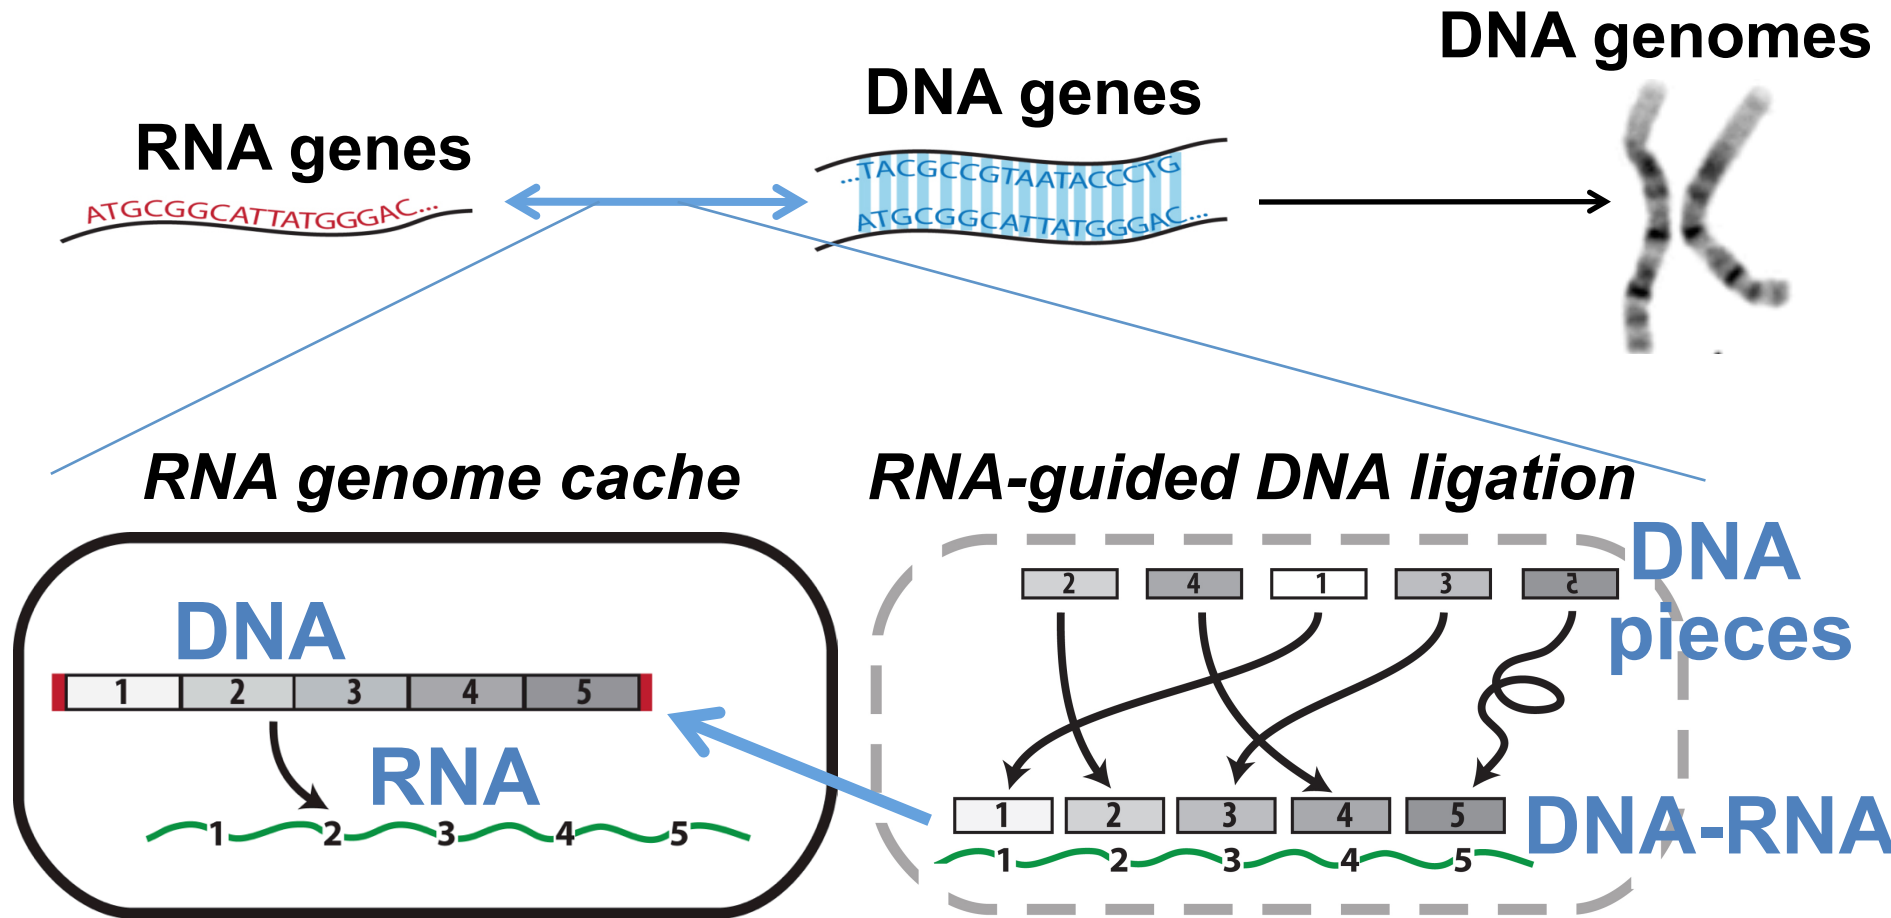 DNA genomes
DNA genes
RNA genes
...TACGCCGTAATACCCTG
ATGCGGCATTATGGGAC...
ATGCGGCATTATGGGAC...
RNA genome cache
RNA-guided DNA ligation
DNA
pieces
2 4 1 3 5
DNA
1 2 3 4 5
RNA
1 2 3 4 5
1 2 3 4 5
DNA-RNA
1 2 3 4 5